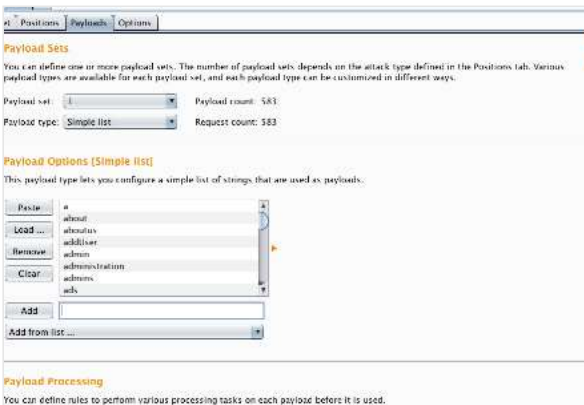 et Positions Payloads Options
Payload Sets
You can define one or more payload sets. The number of payload sets depends on the attack type defined in the Positions tab. Various
payload types are available for each payload set, and each payload type can be customized in different ways.
Payload set: 1 Payload count: 583
Payload type: Simple list Request count: 583
Payload Options [Simple list]
This payload type lets you configure a simple list of strings that are used as payloads.
Paste
Load ...
Remove
Clear
a
about
aboutus
addUser
admin
administration
admins
ads
Add
Add from list ...
Payload Processing
You can define rules to perform various processing tasks on each payload before it is used.